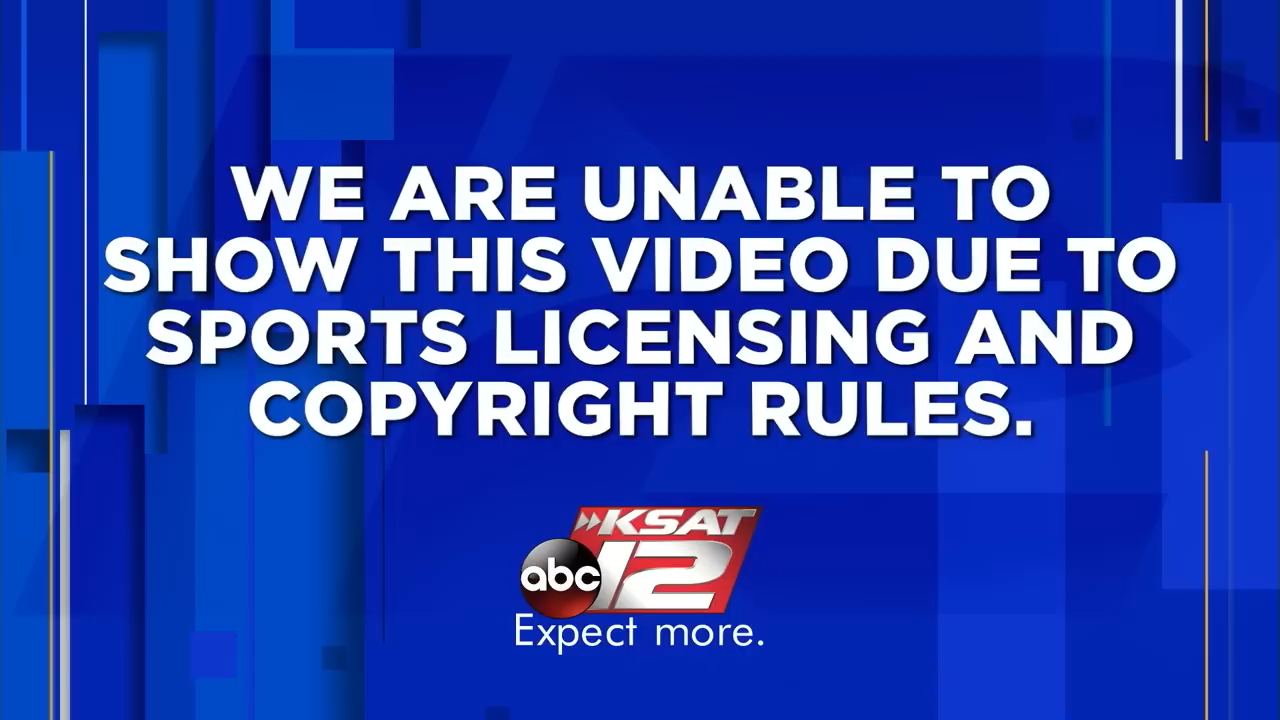 WE ARE UNABLE TO
SHOW THIS VIDEO DUE TO
SPORTS LICENSING AND
COPYRIGHT RULES.
KSAT
abc 12
Expect more.